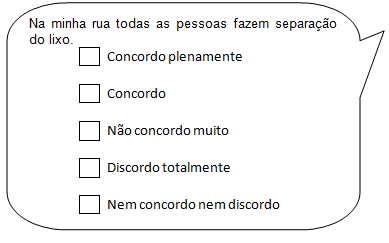 Na minha rua todas as pessoas fazem separação
do lixo.
Concordo plenamente
Concordo
Não concordo muito
Discordo totalmente
Nem concordo nem discordo